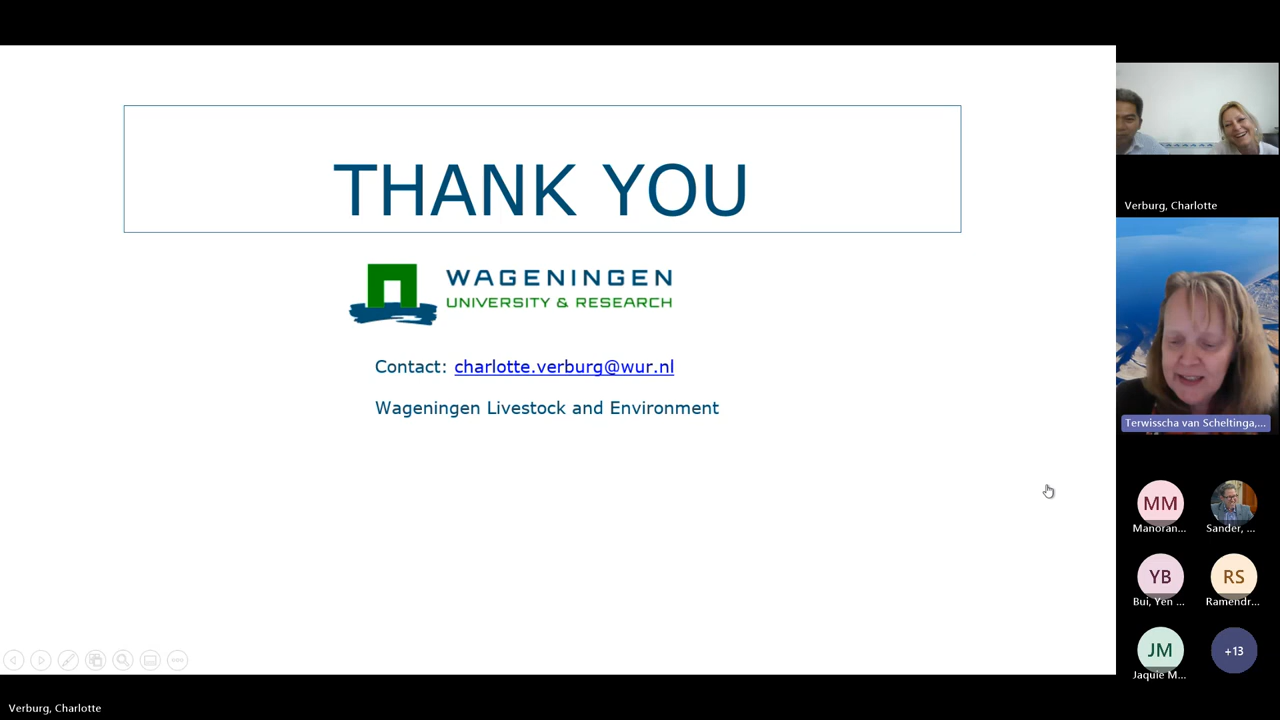 THANK YOU
WAGENINGEN
UNIVERSITY & RESEARCH
Contact: charlotte.verburg@wur.nl
Wageningen Livestock and Environment
Verburg, Charlotte
Terwisscha van Scheltinga,...
MM
Manoran...
Sander, ...
YB
Bui, Yen ...
RS
Ramendr...
JM
Jaquie M...
+13
Verburg, Charlotte